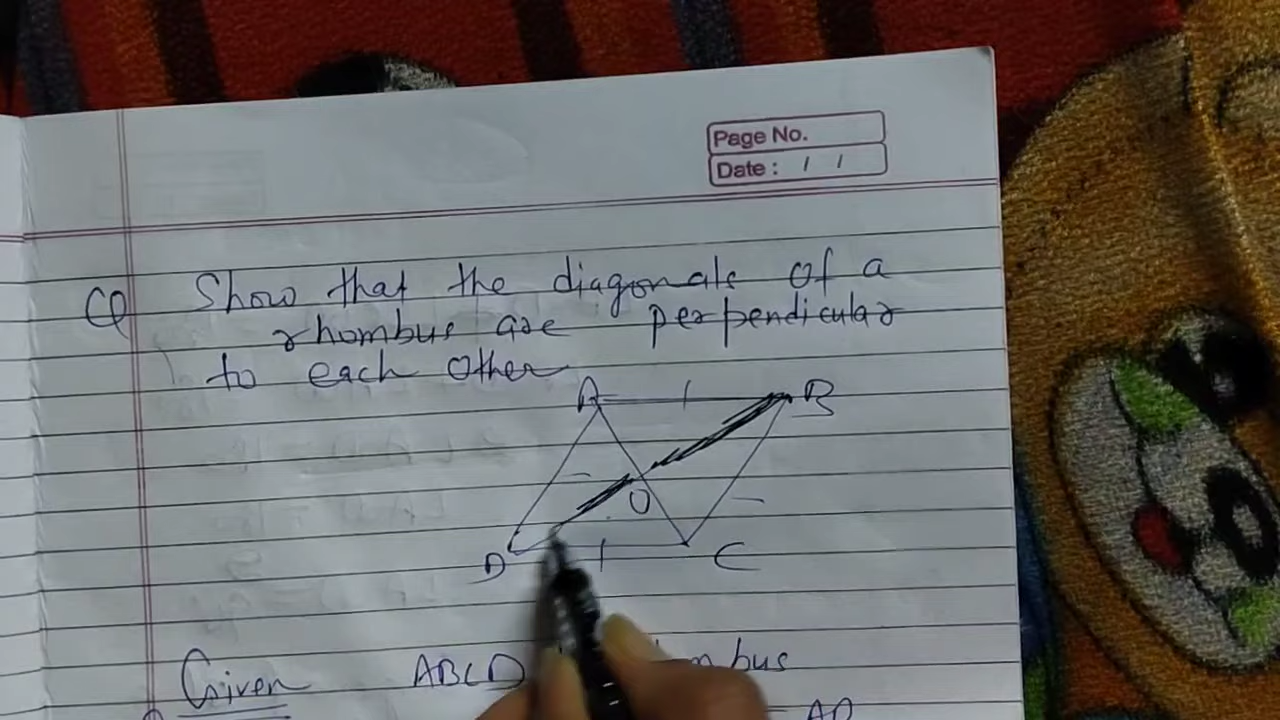 Page No.
Date : / /
Q Show that the diagonals of a
rhombus are perpendicular
to each other
A B
O
D C
Given ABCD